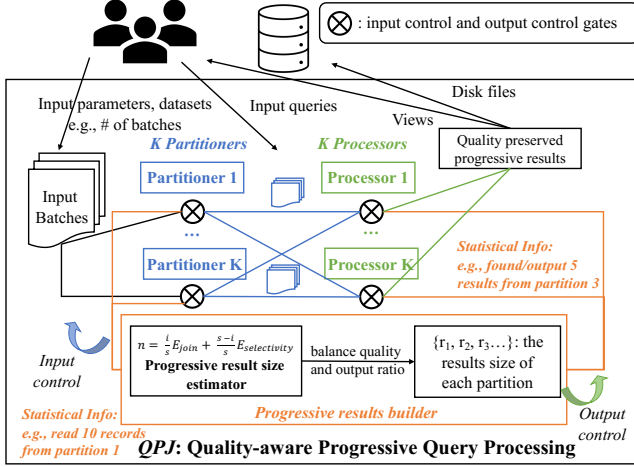 : input control and output control gates
Input parameters, datasets
e.g., # of batches
Input queries
Disk files
Views
K Partitioners
K Processors
Quality preserved
progressive results
Partitioner 1
Processor 1
Input
Batches
...
...
Partitioner K
Processor K
Statistical Info:
e.g., found/output 5
results from partition 3
Input
control
n = i/s E_join + s−i/s E_selectivity
Progressive result size
estimator
balance quality
and output ratio
{r₁, r₂, r₃...}: the
results size of
each partition
Progressive results builder
Output
control
Statistical Info:
e.g., read 10 records
from partition 1
QPJ: Quality-aware Progressive Query Processing